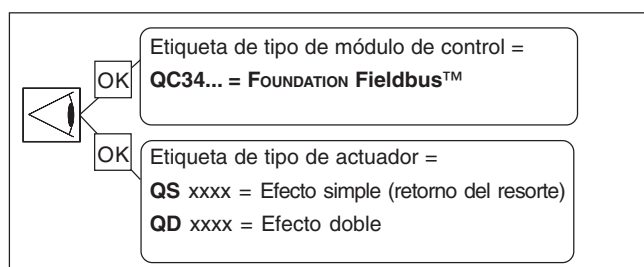 OK
Etiqueta de tipo de módulo de control =
QC34... = FOUNDATION Fieldbus™
OK
Etiqueta de tipo de actuador =
QS xxxx = Efecto simple (retorno del resorte)
QD xxxx = Efecto doble